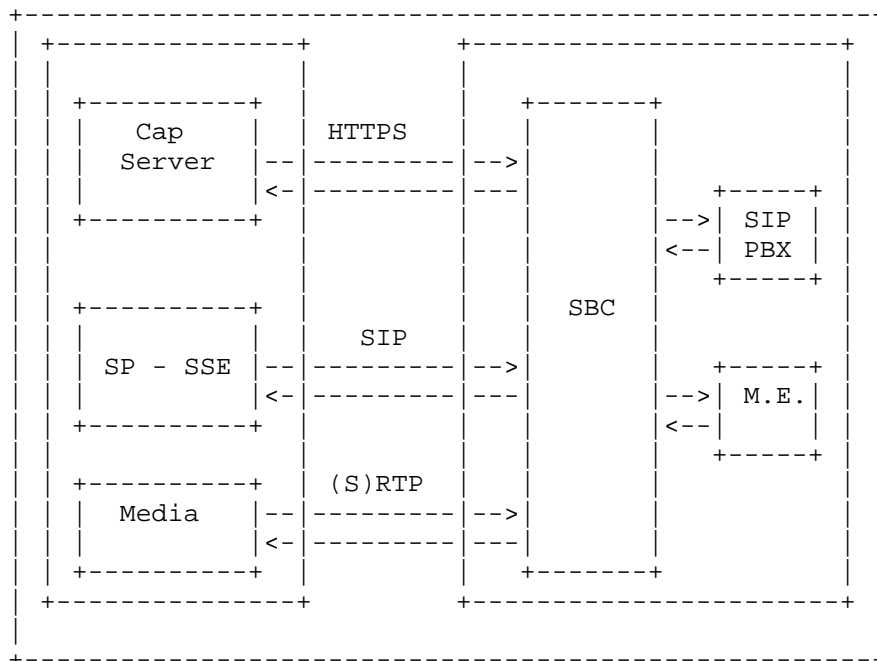 Cap HTTPS
Server
SIP
PBX
SBC
SIP
SP - SSE M.E.
(S)RTP
Media